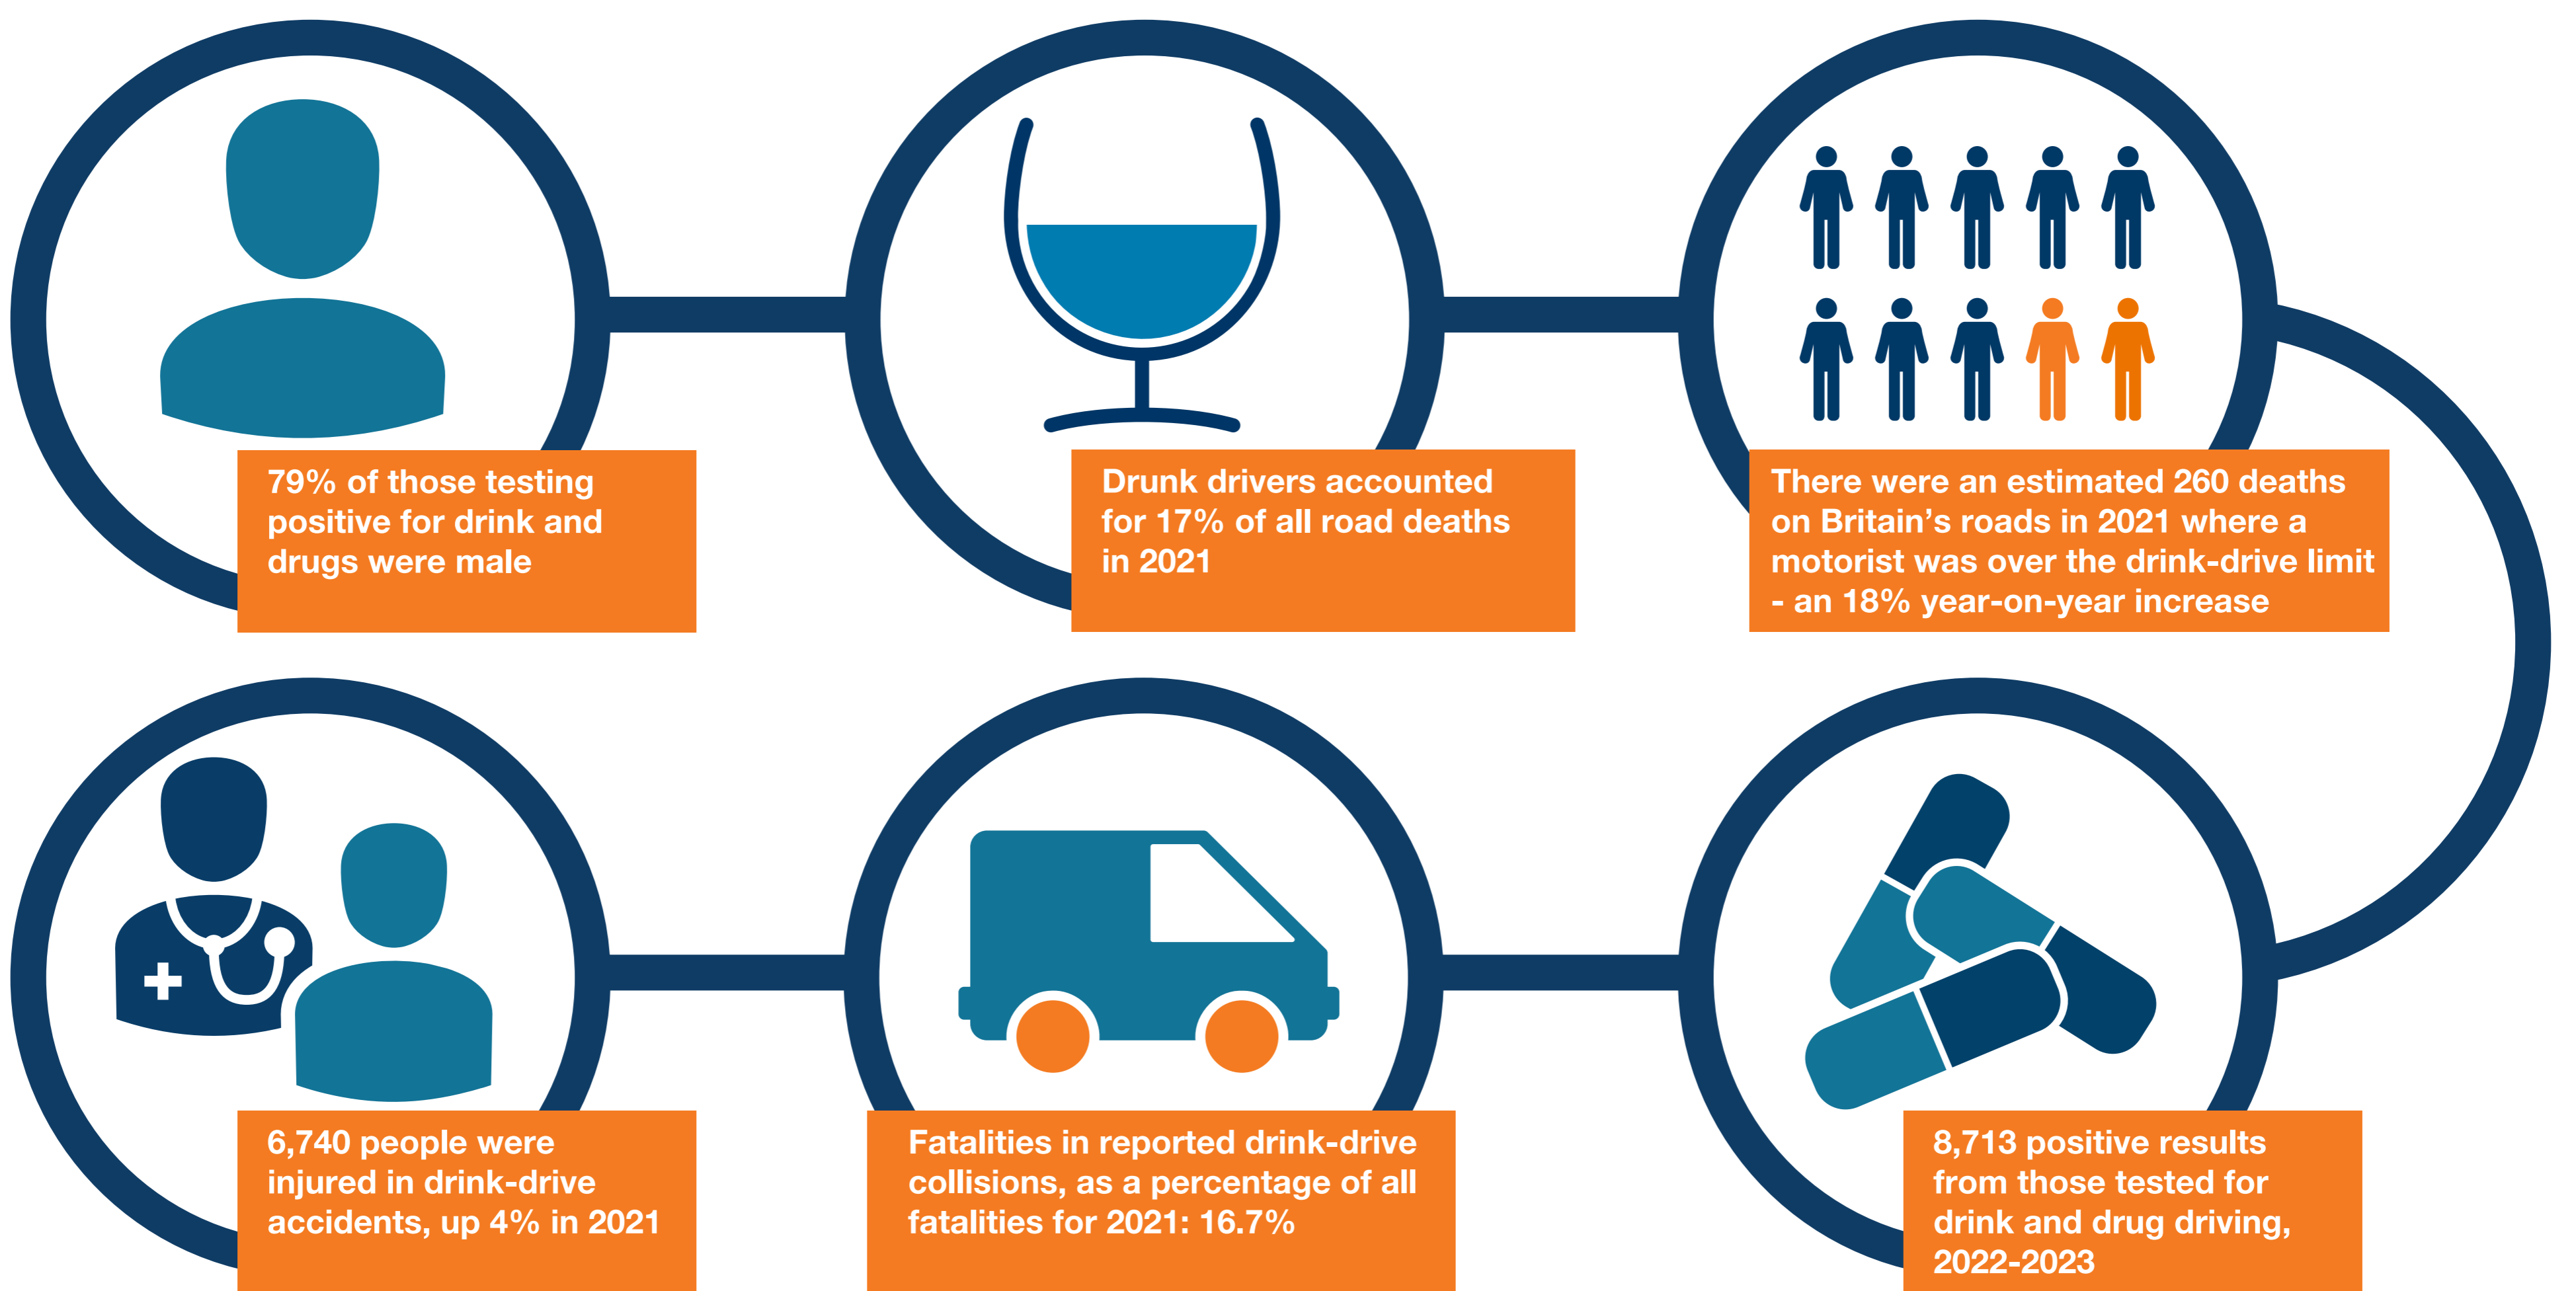 79% of those testing
positive for drink and
drugs were male
Drunk drivers accounted
for 17% of all road deaths
in 2021
There were an estimated 260 deaths
on Britain’s roads in 2021 where a
motorist was over the drink-drive limit
- an 18% year-on-year increase
6,740 people were
injured in drink-drive
accidents, up 4% in 2021
Fatalities in reported drink-drive
collisions, as a percentage of all
fatalities for 2021: 16.7%
8,713 positive results
from those tested for
drink and drug driving,
2022-2023